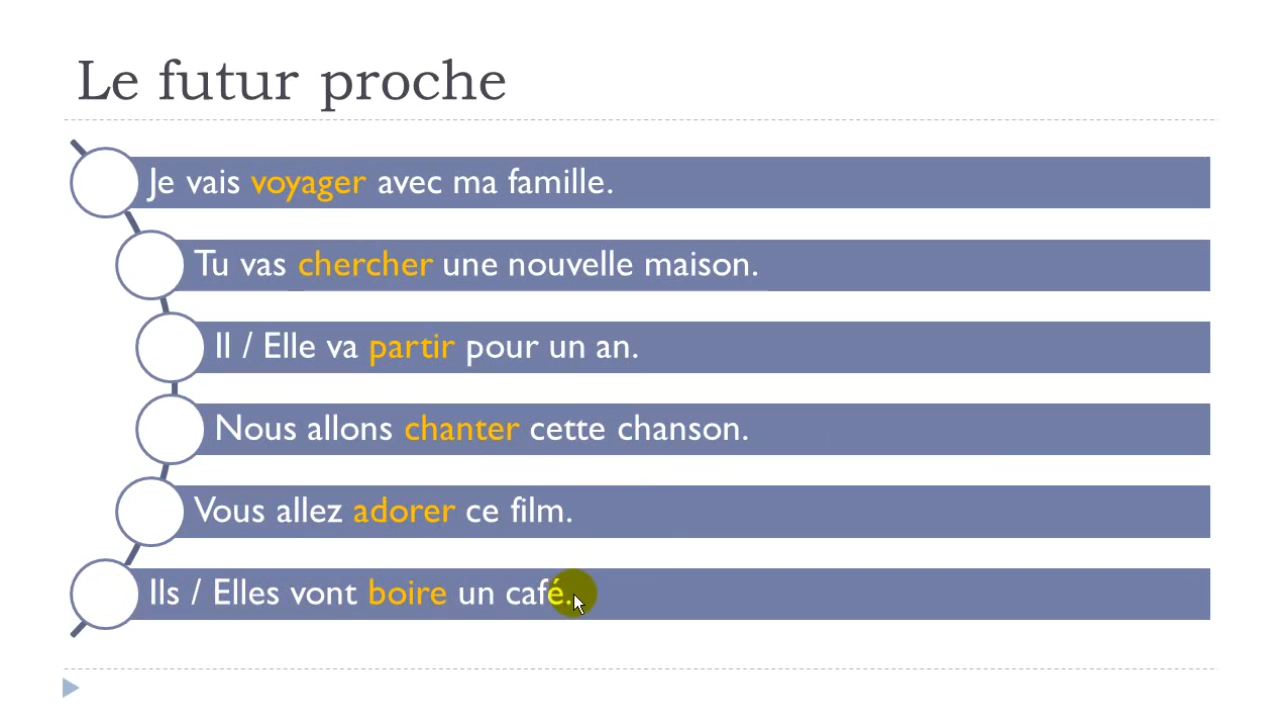 Le futur proche
Je vais voyager avec ma famille.
Tu vas chercher une nouvelle maison.
Il / Elle va partir pour un an.
Nous allons chanter cette chanson.
Vous allez adorer ce film.
Ils / Elles vont boire un café.